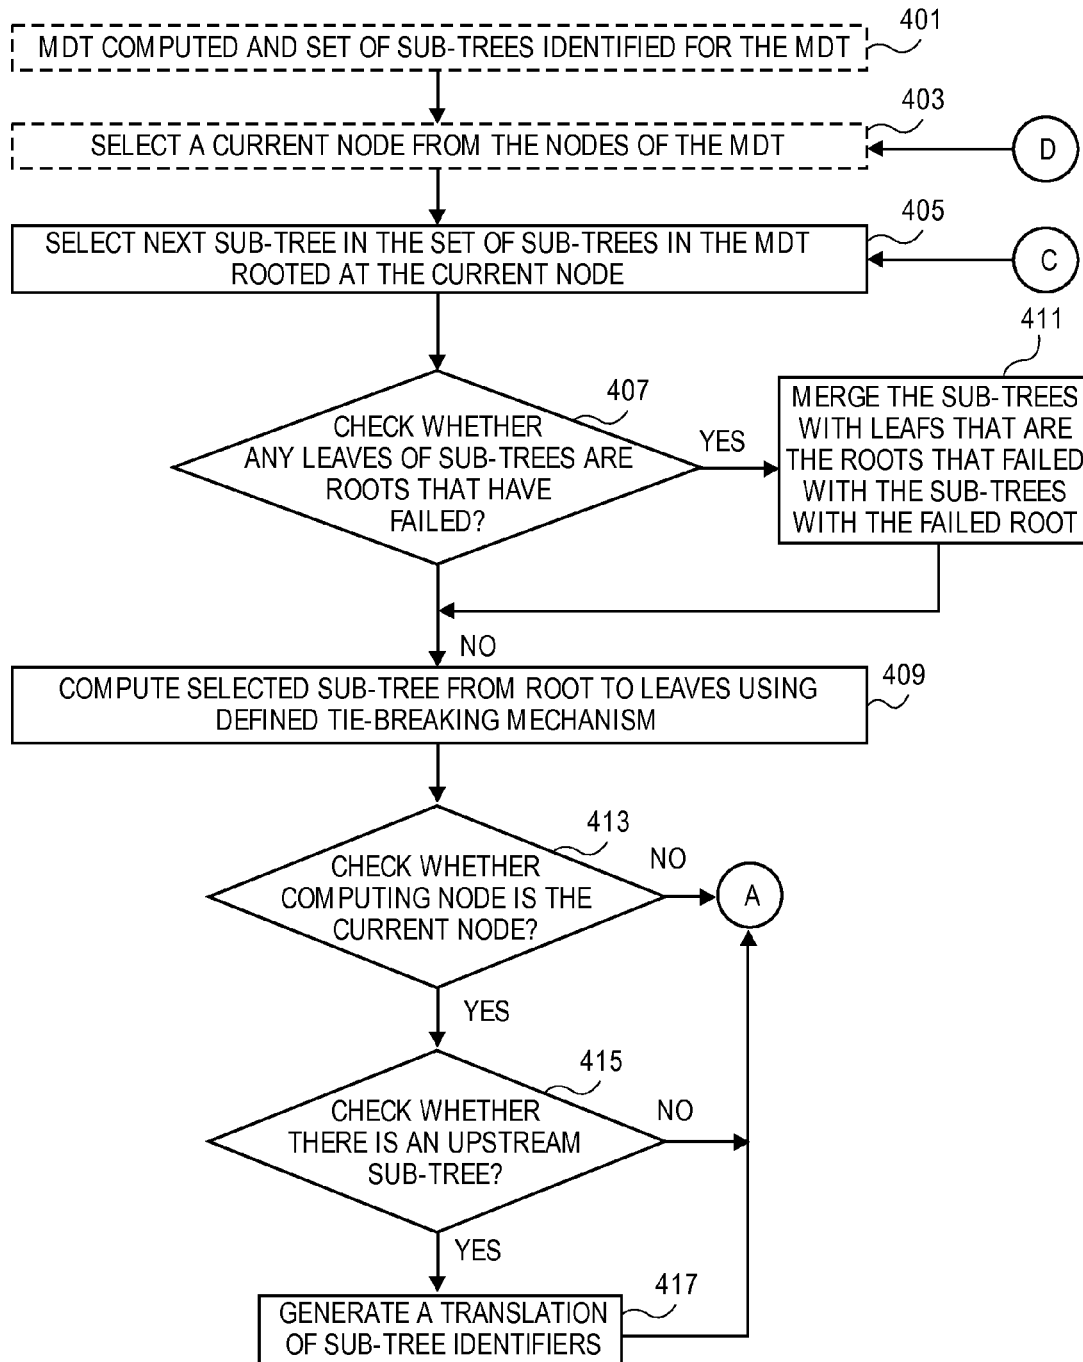 MDT COMPUTED AND SET OF SUB-TREES IDENTIFIED FOR THE MDT
401
403
SELECT A CURRENT NODE FROM THE NODES OF THE MDT
D
405
SELECT NEXT SUB-TREE IN THE SET OF SUB-TREES IN THE MDT
ROOTED AT THE CURRENT NODE
C
411
407
CHECK WHETHER
ANY LEAVES OF SUB-TREES ARE
ROOTS THAT HAVE
FAILED?
YES
MERGE THE SUB-TREES
WITH LEAFS THAT ARE
THE ROOTS THAT FAILED
WITH THE SUB-TREES
WITH THE FAILED ROOT
NO
COMPUTE SELECTED SUB-TREE FROM ROOT TO LEAVES USING
DEFINED TIE-BREAKING MECHANISM
409
413
CHECK WHETHER
COMPUTING NODE IS THE
CURRENT NODE?
NO
A
YES
415
CHECK WHETHER
THERE IS AN UPSTREAM
SUB-TREE?
NO
YES
417
GENERATE A TRANSLATION
OF SUB-TREE IDENTIFIERS